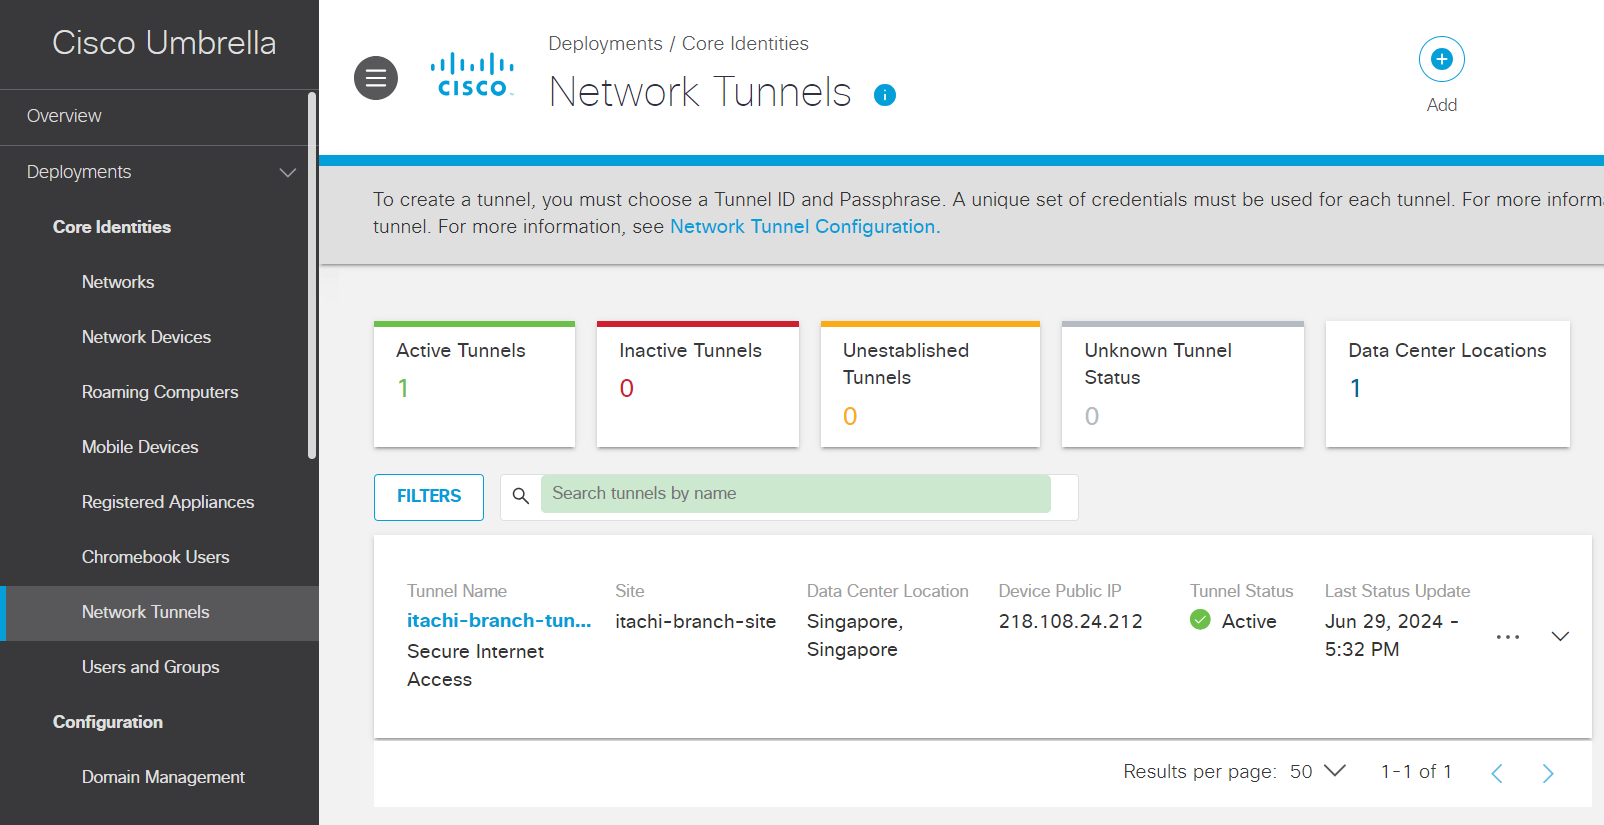 Cisco Umbrella
Overview
Deployments
Core Identities
Networks
Network Devices
Roaming Computers
Mobile Devices
Registered Appliances
Chromebook Users
Network Tunnels
Users and Groups
Configuration
Domain Management
CISCO
Deployments / Core Identities
Network Tunnels
Add
To create a tunnel, you must choose a Tunnel ID and Passphrase. A unique set of credentials must be used for each tunnel. For more
tunnel. For more information, see Network Tunnel Configuration.
Active Tunnels
1
Inactive Tunnels
0
Unestablished
Tunnels
0
Unknown Tunnel
Status
0
Data Center Locations
1
FILTERS
Search tunnels by name
Tunnel Name
itachi-branch-tun...
Secure Internet
Access
Site
itachi-branch-site
Data Center Location
Singapore,
Singapore
Device Public IP
218.108.24.212
Tunnel Status
Active
Last Status Update
Jun 29, 2024 -
5:32 PM
Results per page: 50
1-1 of 1